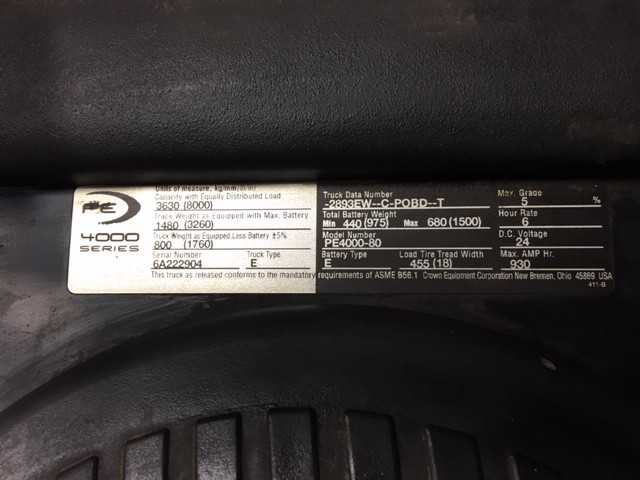 Units of measure, kg/mm
Capacity with Equally Distributed Load
3630 (8000)
Truck Weight as Equipped with Max. Battery
1480 (3260)
Truck Weight as Equipped, Less Battery ±5%
800 (1760)
Serial Number Truck Type
6A222904 E
PE
4000
SERIES
Truck Data Number
-2893EW--C-POBD--T
Total Battery Weight
Min 440 (975) Max 680 (1500)
Model Number
PE4000-80
Battery Type Load Tire Tread Width
E 455 (18)
Max. Grade
5 %
Hour Rate
6
D.C. Voltage
24
Max. AMP Hr.
930
This truck as released conforms to the mandatory requirements of ASME B56.1 Crown Equipment Corporation New Bremen, Ohio 45869 USA
411-B